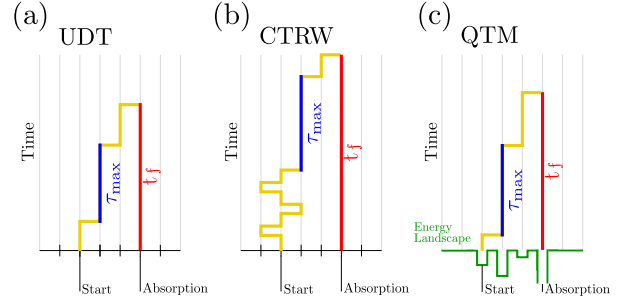 (a)
UDT
Time
τmax
tf
Start
Absorption
(b)
CTRW
Time
τmax
tf
Start
Absorption
(c)
QTM
Time
τmax
tf
Energy
Landscape
Start
Absorption